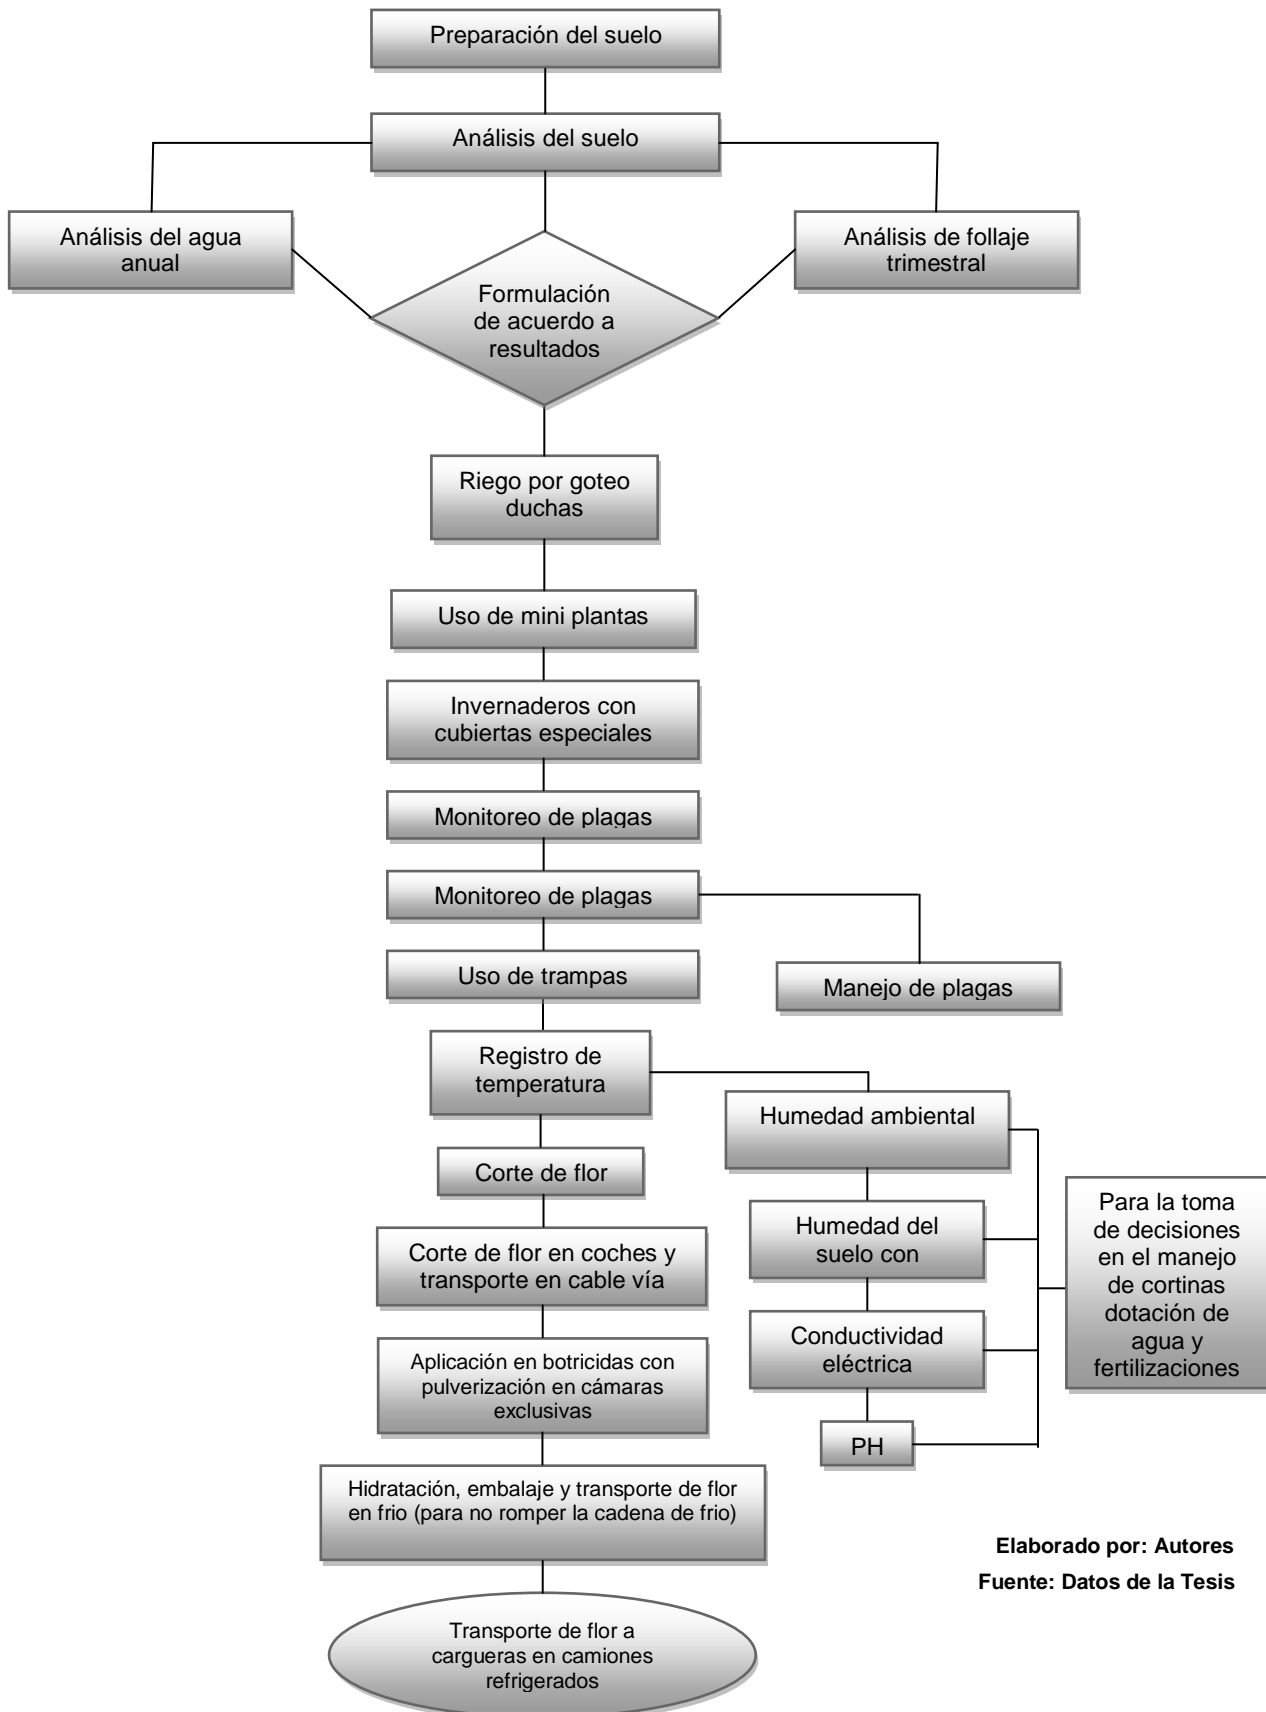 Preparación del suelo
Análisis del suelo
Análisis del agua
anual
Análisis de follaje
trimestral
Formulación
de acuerdo a
resultados
Riego por goteo
duchas
Uso de mini plantas
Invernaderos con
cubiertas especiales
Monitoreo de plagas
Monitoreo de plagas
Uso de trampas
Manejo de plagas
Registro de
temperatura
Humedad ambiental
Corte de flor
Humedad del
suelo con
Para la toma
de decisiones
en el manejo
de cortinas
dotación de
agua y
fertilizaciones
Corte de flor en coches y
transporte en cable vía
Conductividad
eléctrica
Aplicación en botricidas con
pulverización en cámaras
exclusivas
PH
Hidratación, embalaje y transporte de flor
en frio (para no romper la cadena de frio)
Elaborado por: Autores
Fuente: Datos de la Tesis
Transporte de flor a
cargueras en camiones
refrigerados